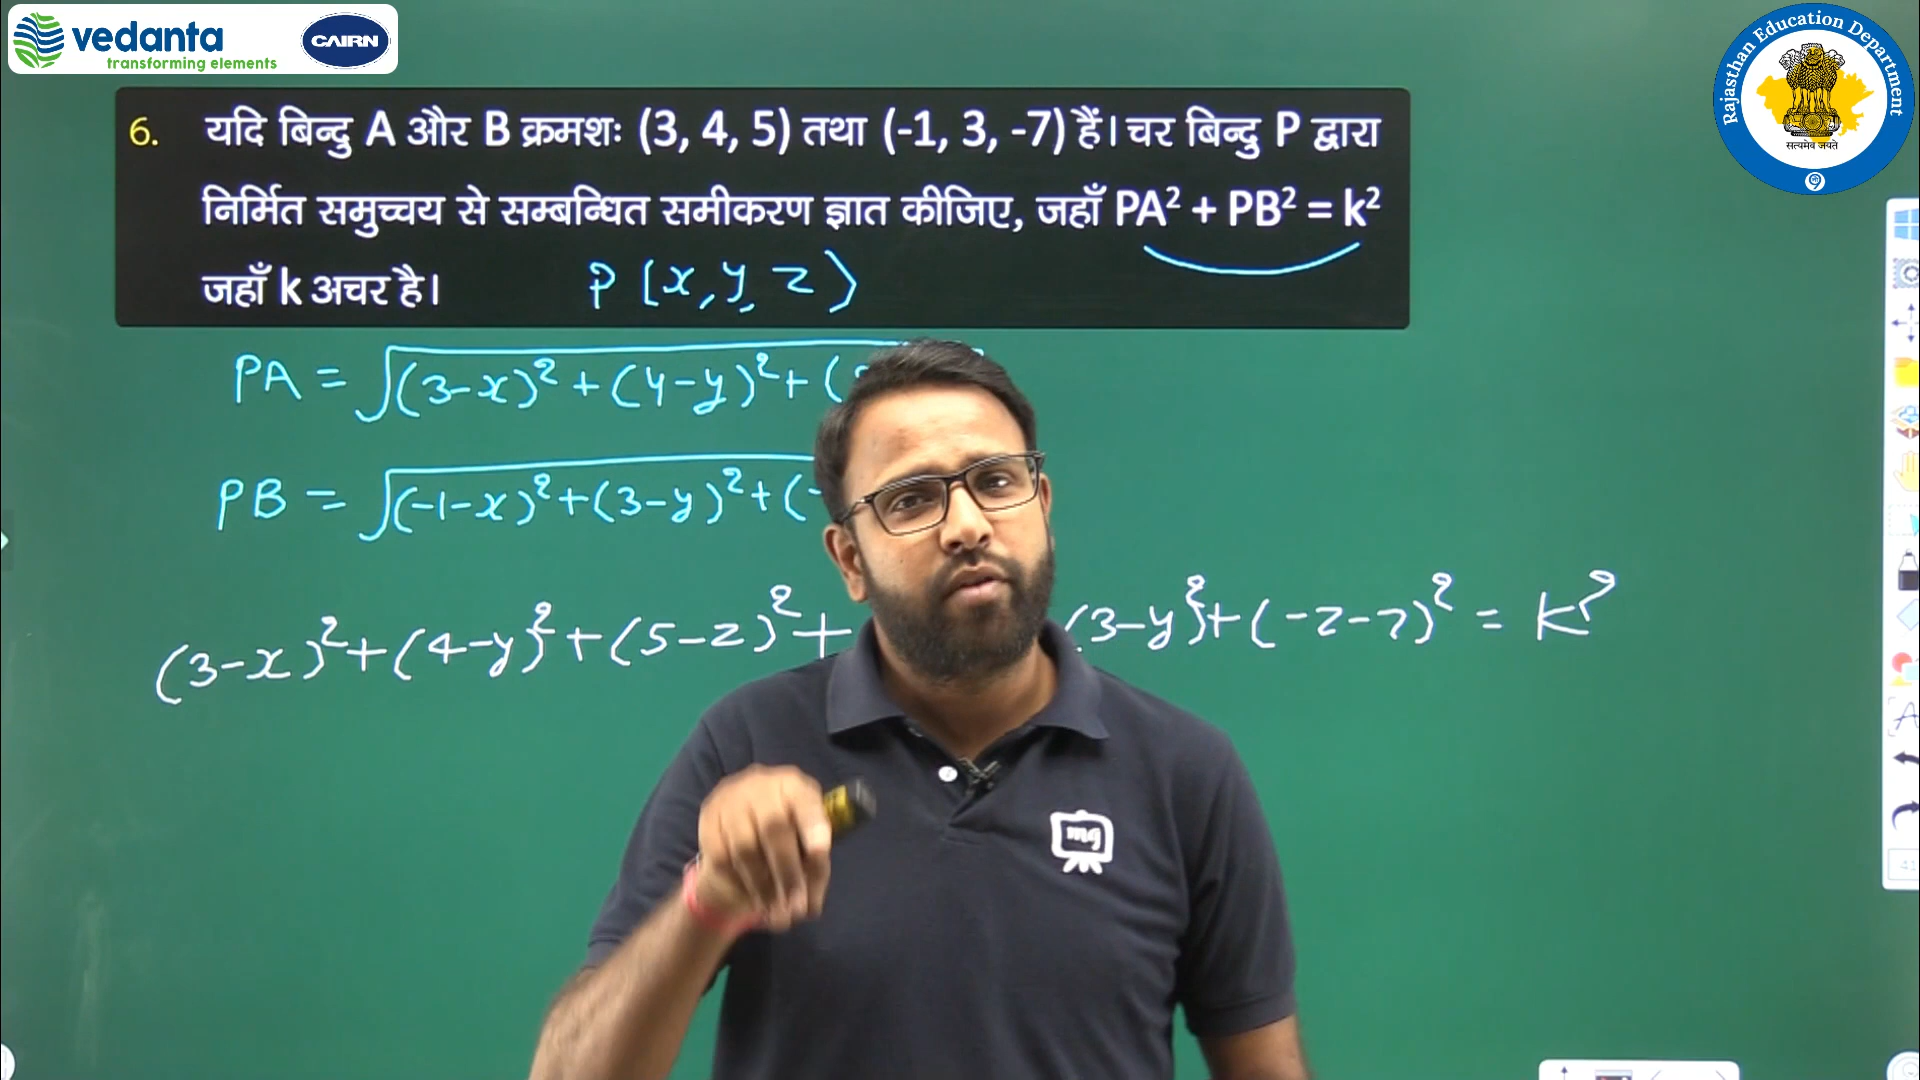 vedanta
transforming elements
CAIRN
Rajasthan Education Department
सत्यमेव जयते
6. यदि बिन्दु A और B क्रमशः (3, 4, 5) तथा (-1, 3, -7) हैं। चर बिन्दु P द्वारा
निर्मित समुच्चय से सम्बन्धित समीकरण ज्ञात कीजिए, जहाँ PA² + PB² = k²
जहाँ k अचर है।
P (x, y, z)
PA = √(3-x)² + (4-y)² + (
PB = √(-1-x)² + (3-y)² + (-
(3-x)² + (4-y)² + (5-z)² + (3-y)² + (-z-7)² = K²
mg